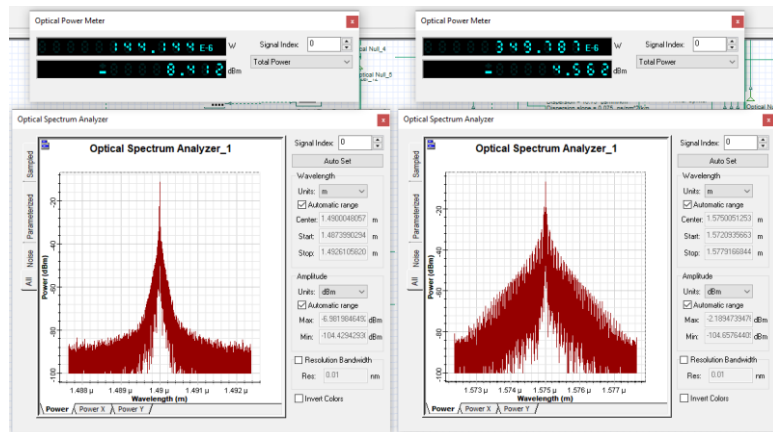 Optical Power Meter
x
144.144 E-6 W
Signal Index: 0
- 8.412 dBm
Total Power
Optical Null_4
Optical Null_5
Optical Power Meter
x
349.787 E-6 W
Signal Index: 0
- 4.562 dBm
Total Power
Optical Spectrum Analyzer
x
Optical Spectrum Analyzer_1
Signal Index: 0
Auto Set
Wavelength
Units: m
Automatic range
Center: 1.4900048057 m
Start: 1.4873990294 m
Stop: 1.4926105820 m
Amplitude
Units: dBm
Automatic range
Max: -6.981984649 dBm
Min: -104.4294293 dBm
Resolution Bandwidth
Res: 0.01 nm
Invert Colors
Sampled
Parameterized
Noise
All
Power (dBm)
-20
-40
-60
-80
-100
1.488 µ 1.489 µ 1.49 µ 1.491 µ 1.492 µ
Wavelength (m)
Power Power X Power Y
Optical Spectrum Analyzer
x
Optical Spectrum Analyzer_1
Signal Index: 0
Auto Set
Wavelength
Units: m
Automatic range
Center: 1.5750051253 m
Start: 1.5720935663 m
Stop: 1.5779166844 m
Amplitude
Units: dBm
Automatic range
Max: -2.189473947 dBm
Min: -104.6576440 dBm
Resolution Bandwidth
Res: 0.01 nm
Invert Colors
Sampled
Parameterized
Noise
All
Power (dBm)
-20
-40
-60
-80
-100
1.573 µ 1.574 µ 1.575 µ 1.576 µ 1.577 µ
Wavelength (m)
Power Power X Power Y